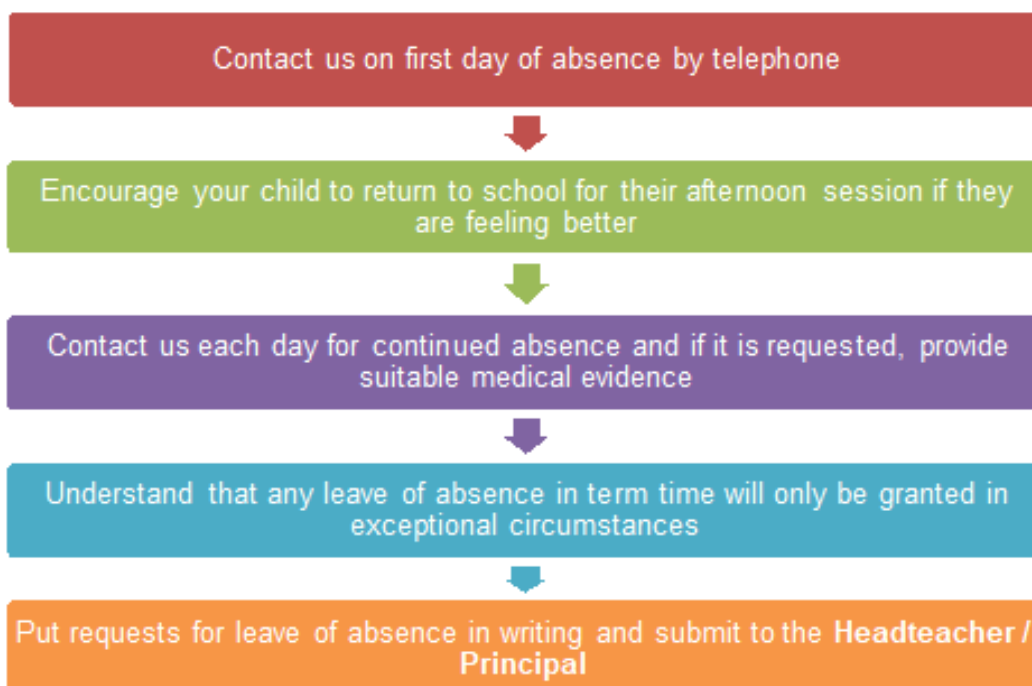 Contact us on first day of absence by telephone
Encourage your child to return to school for their afternoon session if they
are feeling better
Contact us each day for continued absence and if it is requested, provide
suitable medical evidence
Understand that any leave of absence in term time will only be granted in
exceptional circumstances
Put requests for leave of absence in writing and submit to the Headteacher /
Principal